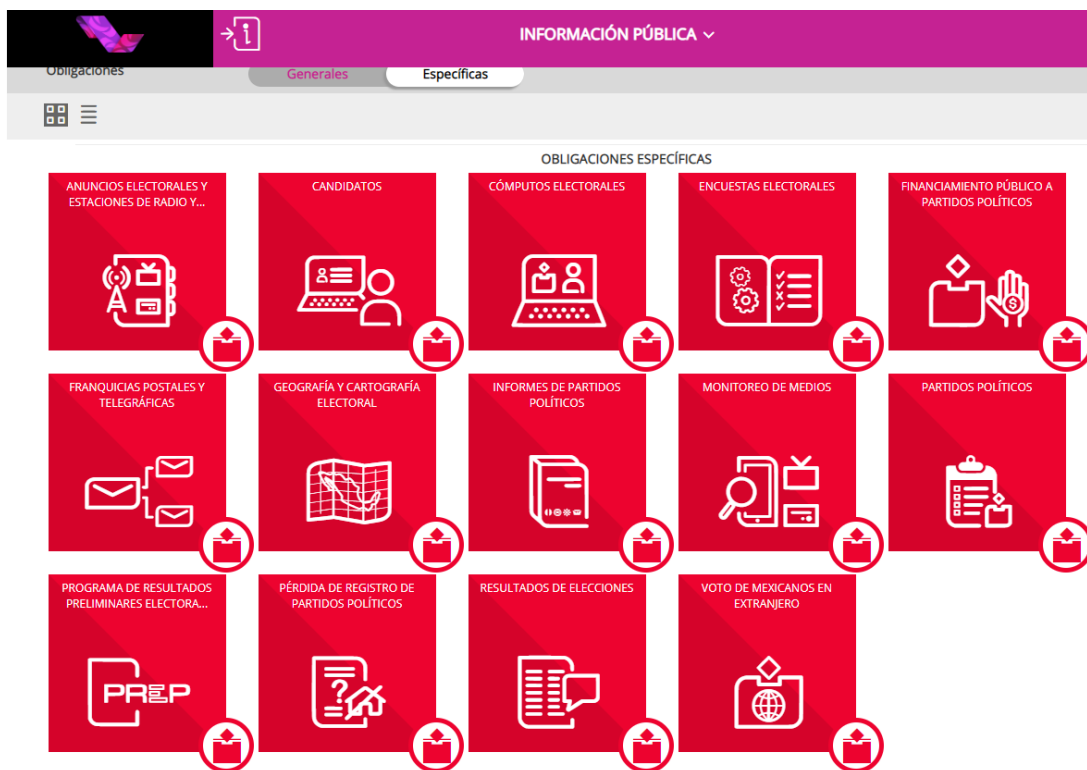 INFORMACIÓN PÚBLICA
Obligaciones
Generales
Específicas
OBLIGACIONES ESPECÍFICAS
ANUNCIOS ELECTORALES Y
ESTACIONES DE RADIO Y...
CANDIDATOS
CÓMPUTOS ELECTORALES
ENCUESTAS ELECTORALES
FINANCIAMIENTO PÚBLICO A
PARTIDOS POLÍTICOS
FRANQUICIAS POSTALES Y
TELEGRÁFICAS
GEOGRAFÍA Y CARTOGRAFÍA
ELECTORAL
INFORMES DE PARTIDOS
POLÍTICOS
MONITOREO DE MEDIOS
PARTIDOS POLÍTICOS
PROGRAMA DE RESULTADOS
PRELIMINARES ELECTORA...
PREP
PÉRDIDA DE REGISTRO DE
PARTIDOS POLÍTICOS
RESULTADOS DE ELECCIONES
VOTO DE MEXICANOS EN
EXTRANJERO